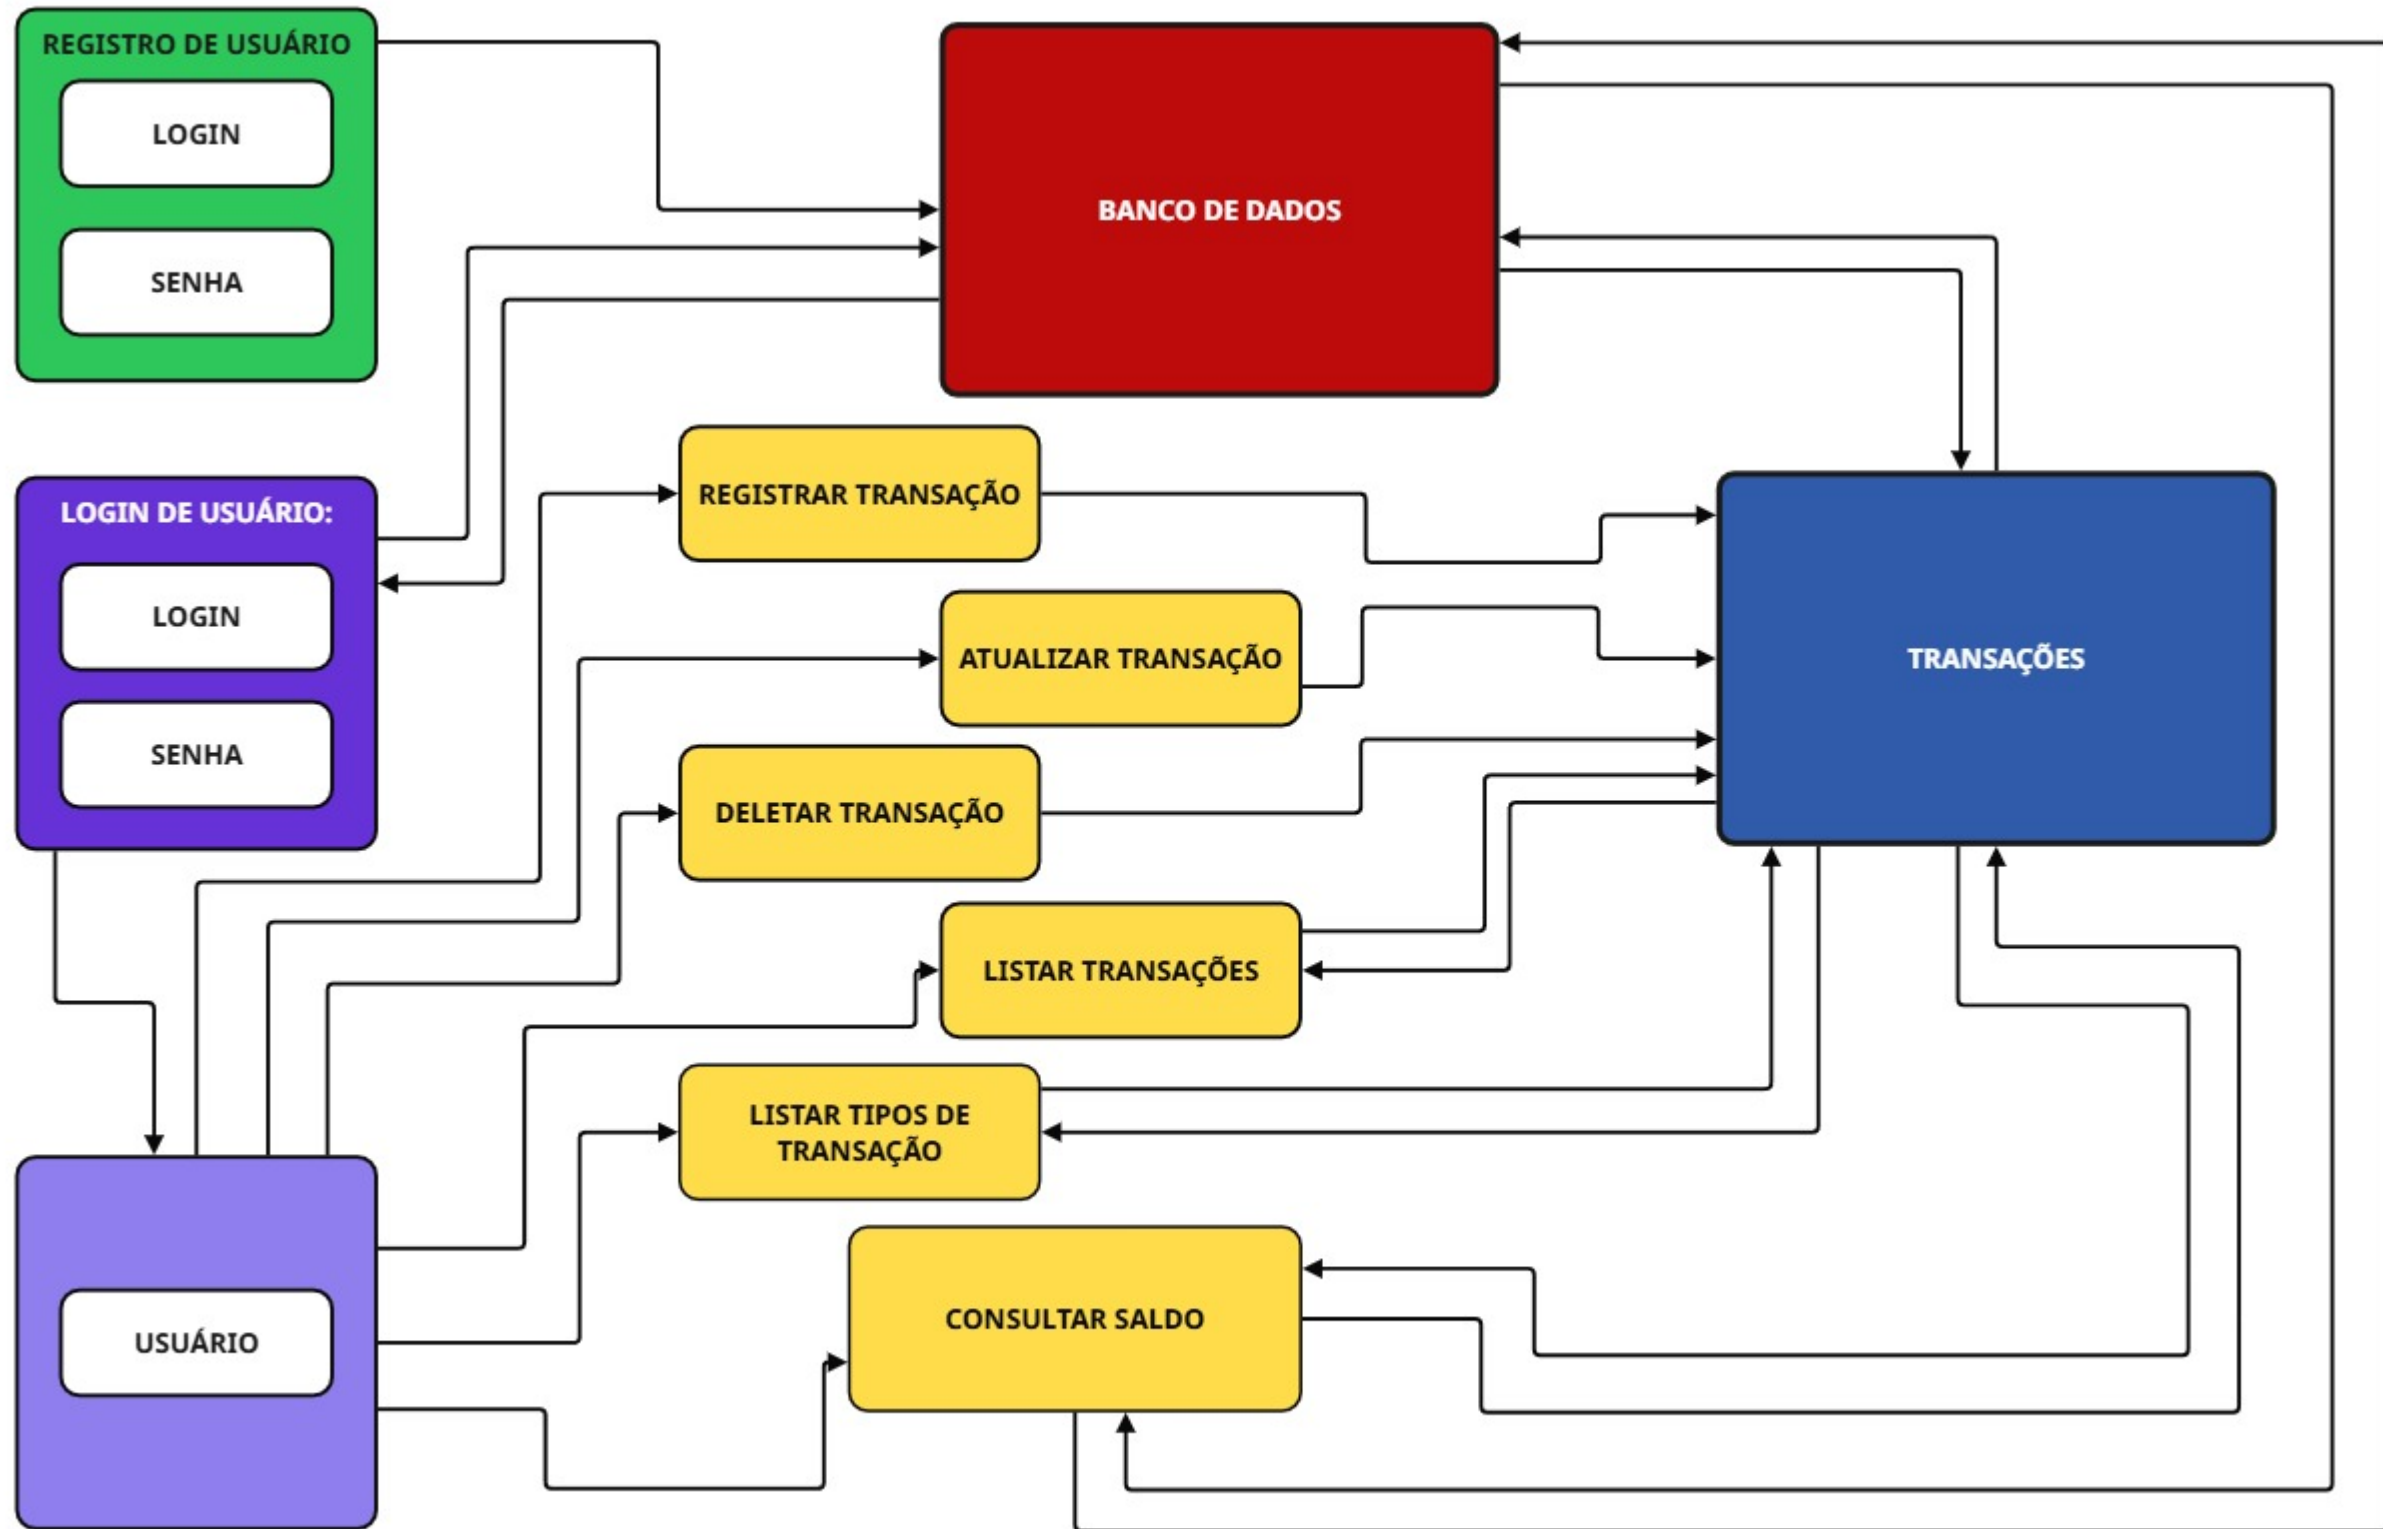 REGISTRO DE USUÁRIO
LOGIN
SENHA
BANCO DE DADOS
LOGIN DE USUÁRIO:
LOGIN
SENHA
REGISTRAR TRANSAÇÃO
ATUALIZAR TRANSAÇÃO
TRANSAÇÕES
DELETAR TRANSAÇÃO
LISTAR TRANSAÇÕES
LISTAR TIPOS DE
TRANSAÇÃO
CONSULTAR SALDO
USUÁRIO